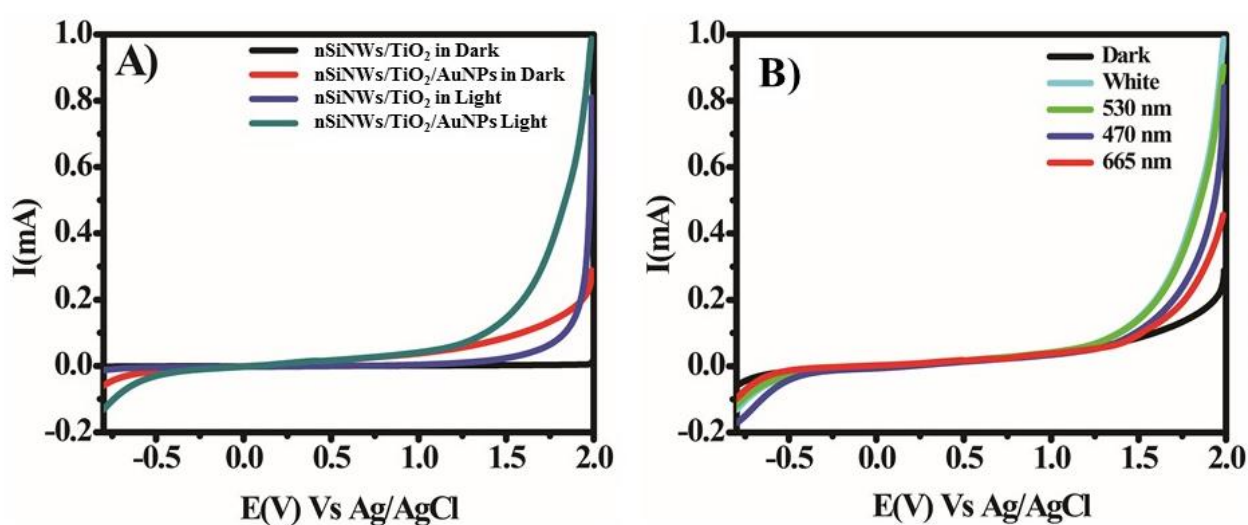 A)
nSiNWs/TiO₂ in Dark
nSiNWs/TiO₂/AuNPs in Dark
nSiNWs/TiO₂ in Light
nSiNWs/TiO₂/AuNPs Light
1.0
0.8
0.6
0.4
0.2
0.0
-0.2
I(mA)
-0.5 0.0 0.5 1.0 1.5 2.0
E(V) Vs Ag/AgCl
B)
Dark
White
530 nm
470 nm
665 nm
1.0
0.8
0.6
0.4
0.2
0.0
-0.2
I(mA)
-0.5 0.0 0.5 1.0 1.5 2.0
E(V) Vs Ag/AgCl